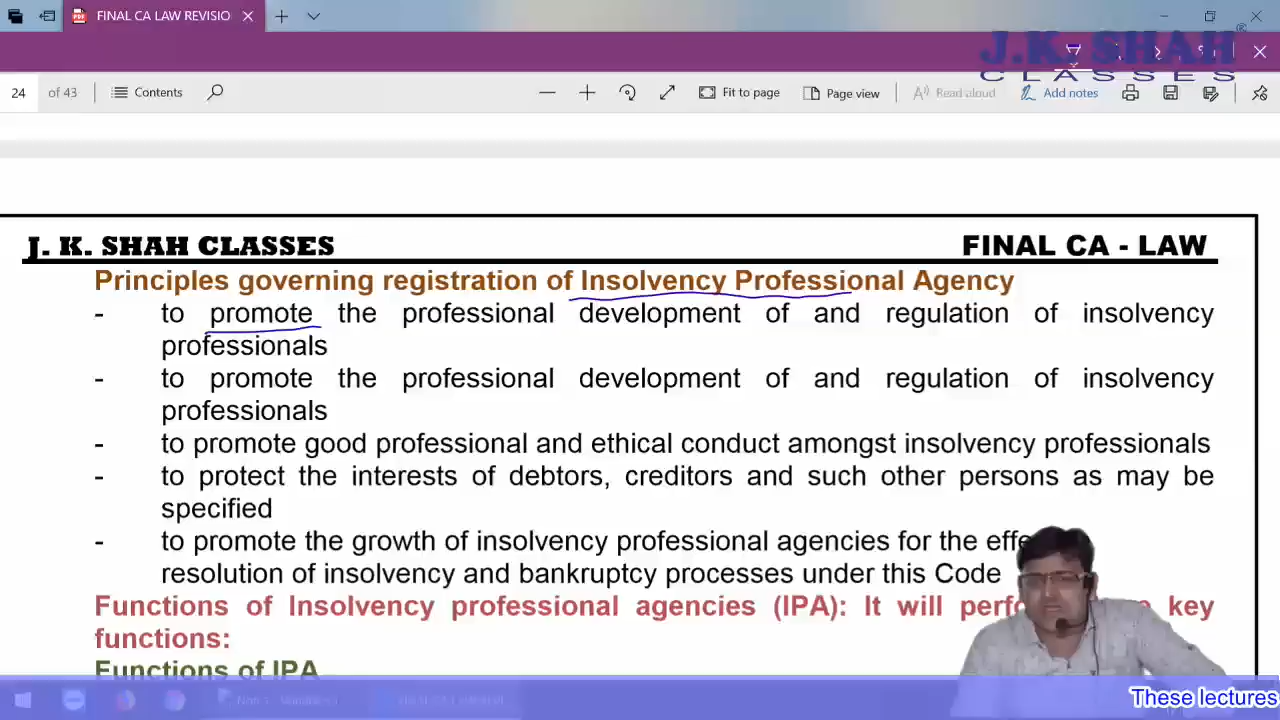 FINAL CA LAW REVISIO
J.K. SHAH
CLASSES
24 of 43 Contents Fit to page Page view Read aloud Add notes
J. K. SHAH CLASSES FINAL CA - LAW
Principles governing registration of Insolvency Professional Agency
- to promote the professional development of and regulation of insolvency
professionals
- to promote the professional development of and regulation of insolvency
professionals
- to promote good professional and ethical conduct amongst insolvency professionals
- to protect the interests of debtors, creditors and such other persons as may be
specified
- to promote the growth of insolvency professional agencies for the
resolution of insolvency and bankruptcy processes under this Code
Functions of Insolvency professional agencies (IPA): It will key
functions:
Functions of IPA
These lectures